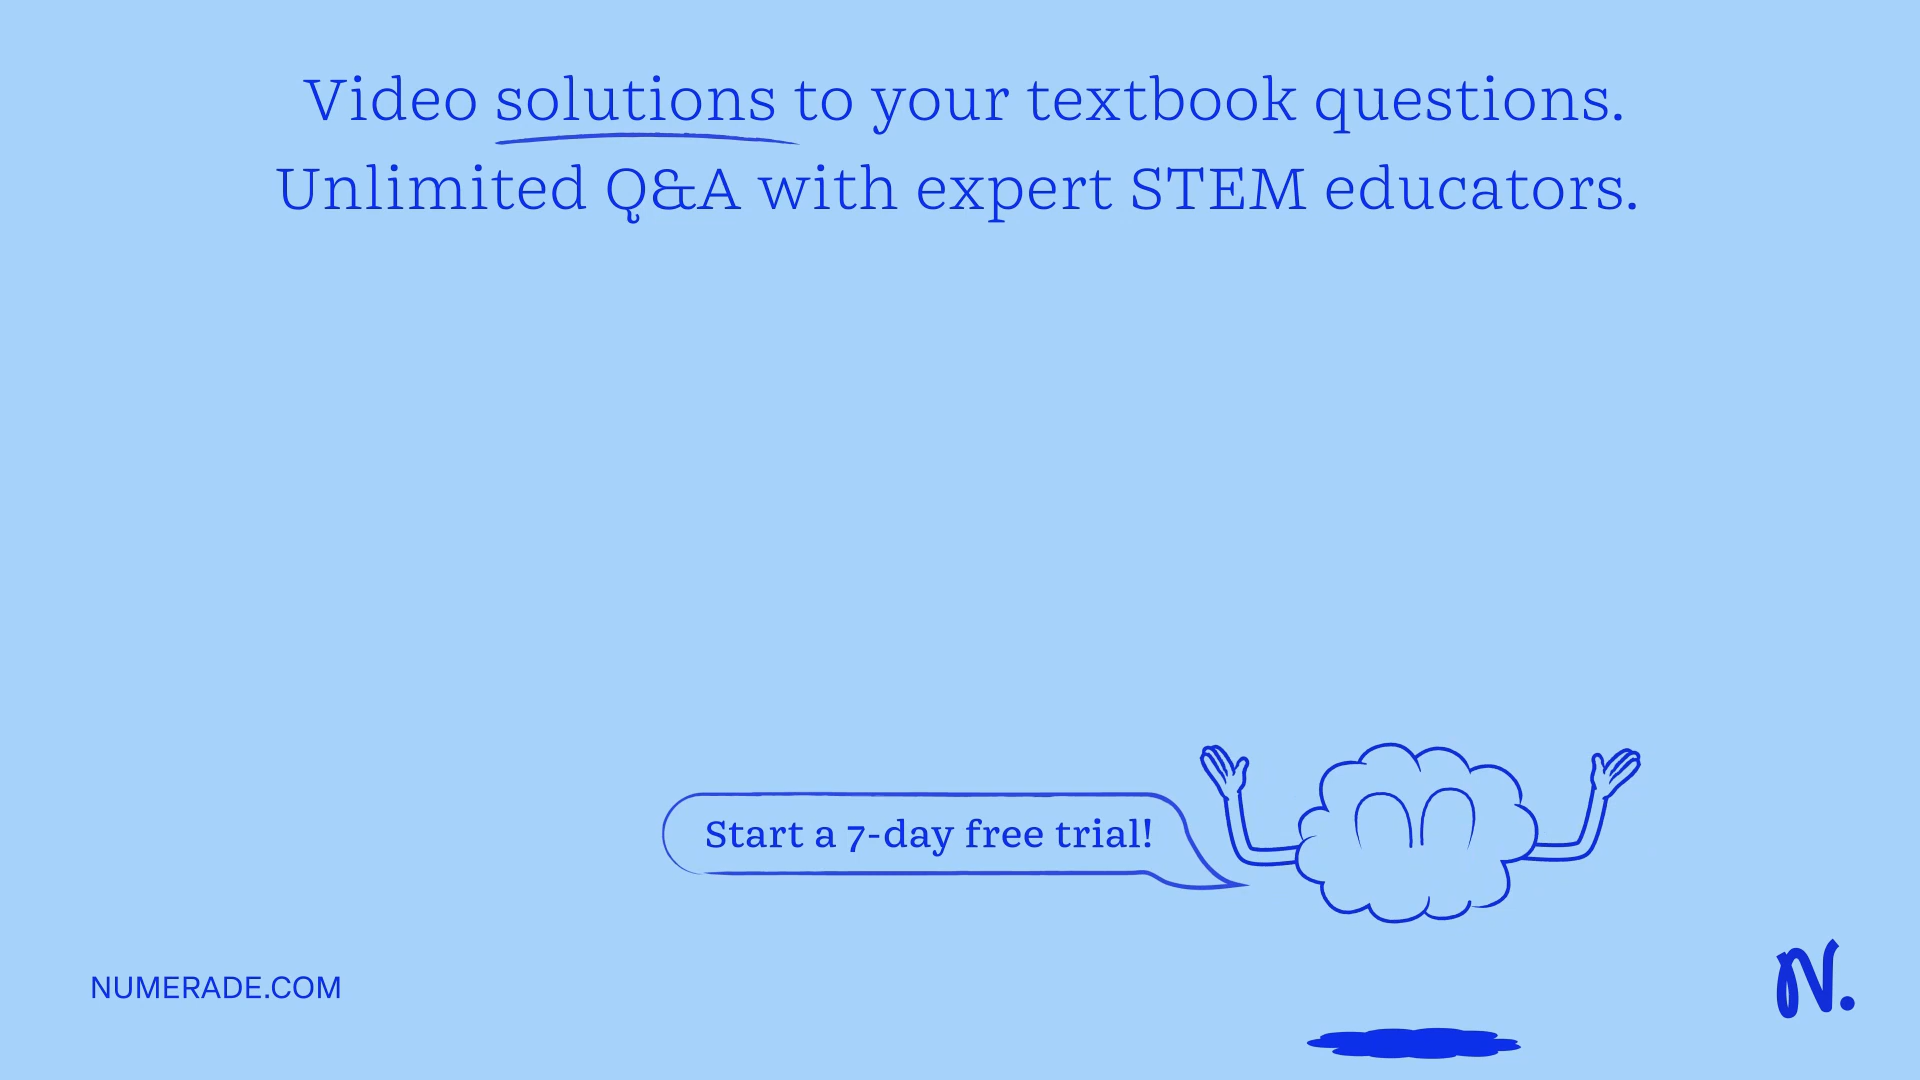 Video solutions to your textbook questions.
Unlimited Q&A with expert STEM educators.
Start a 7-day free trial!
NUMERADE.COM
N.